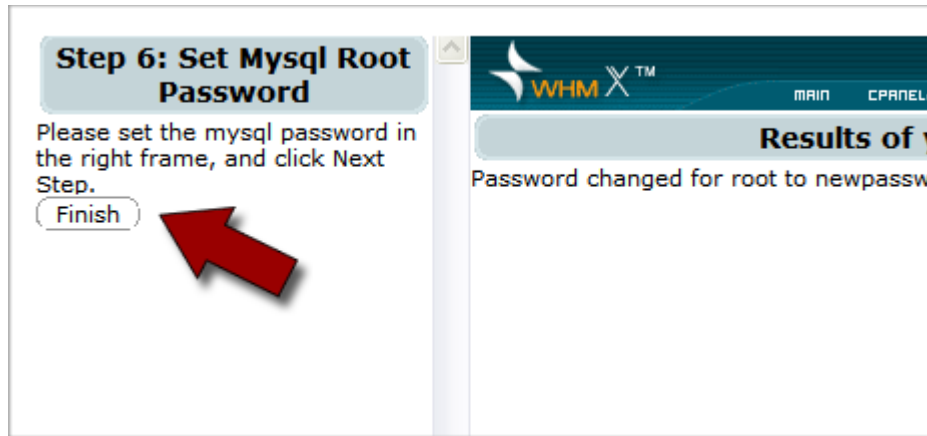 Step 6: Set Mysql Root
Password
Please set the mysql password in
the right frame, and click Next
Step.
Finish
WHM X ™
MAIN CPANEL
Results of
Password changed for root to newpassw